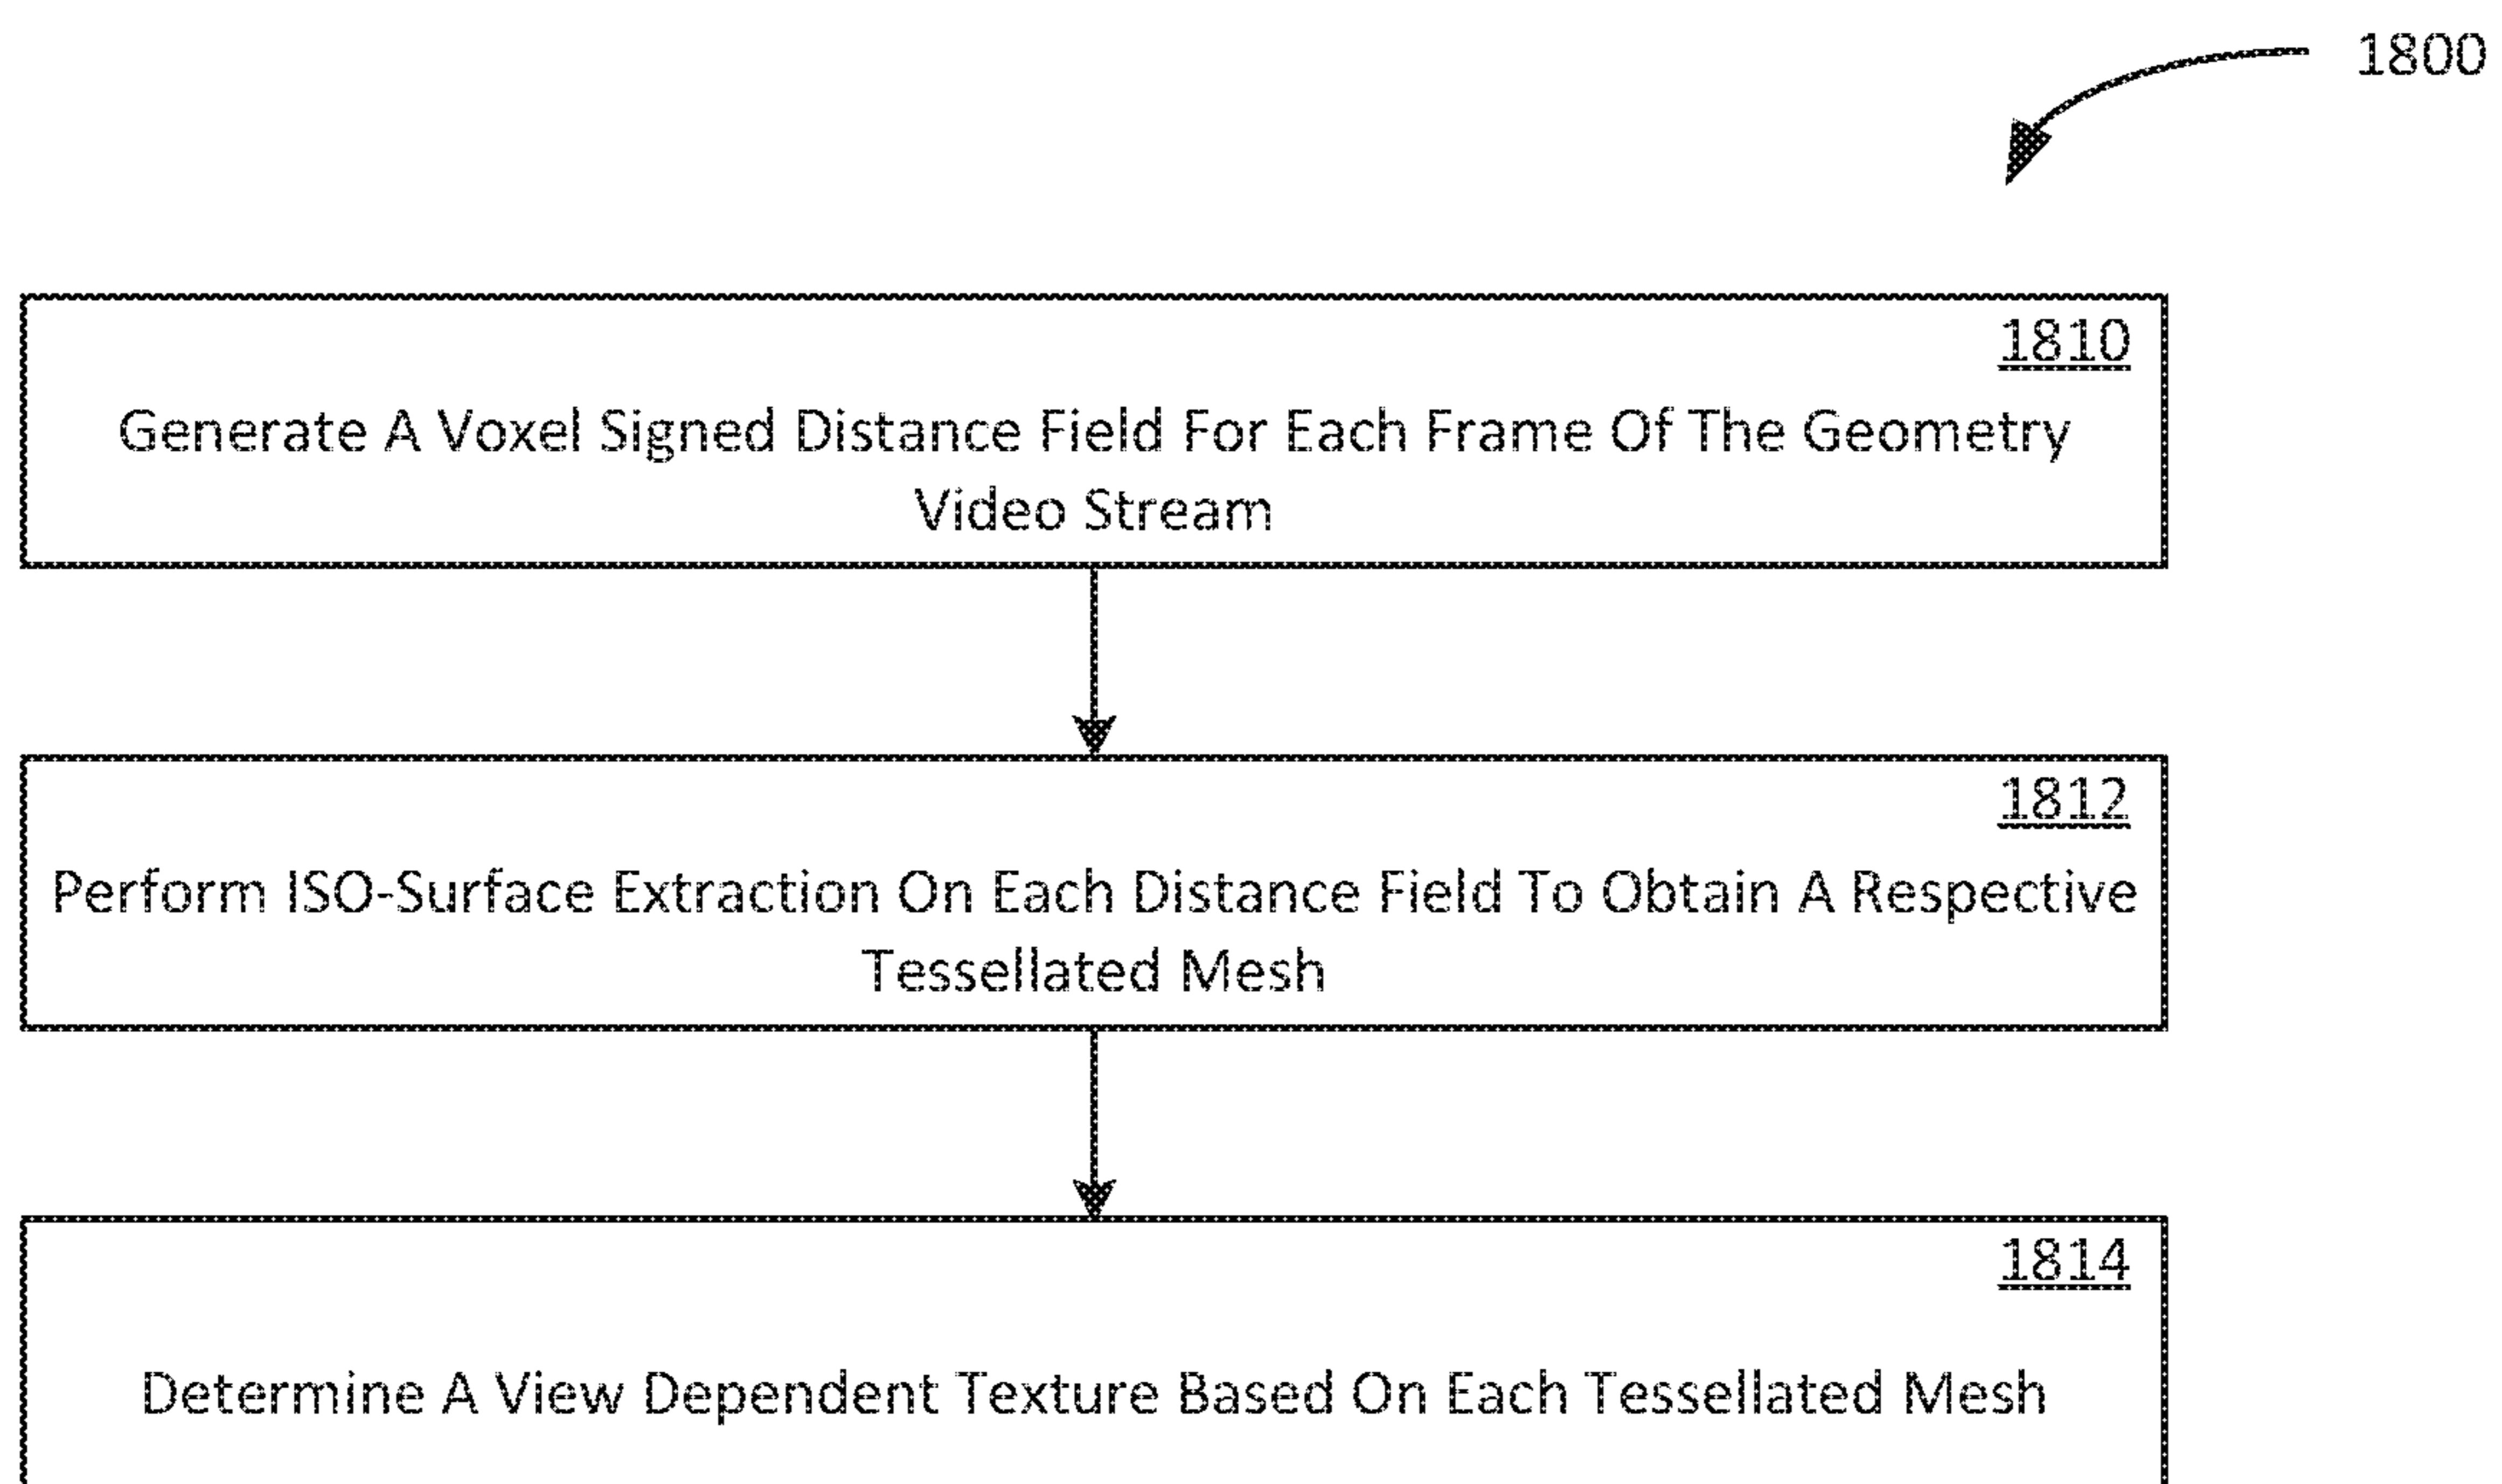 1800
1810
Generate A Voxel Signed Distance Field For Each Frame Of The Geometry
Video Stream
1812
Perform ISO-Surface Extraction On Each Distance Field To Obtain A Respective
Tessellated Mesh
1814
Determine A View Dependent Texture Based On Each Tessellated Mesh